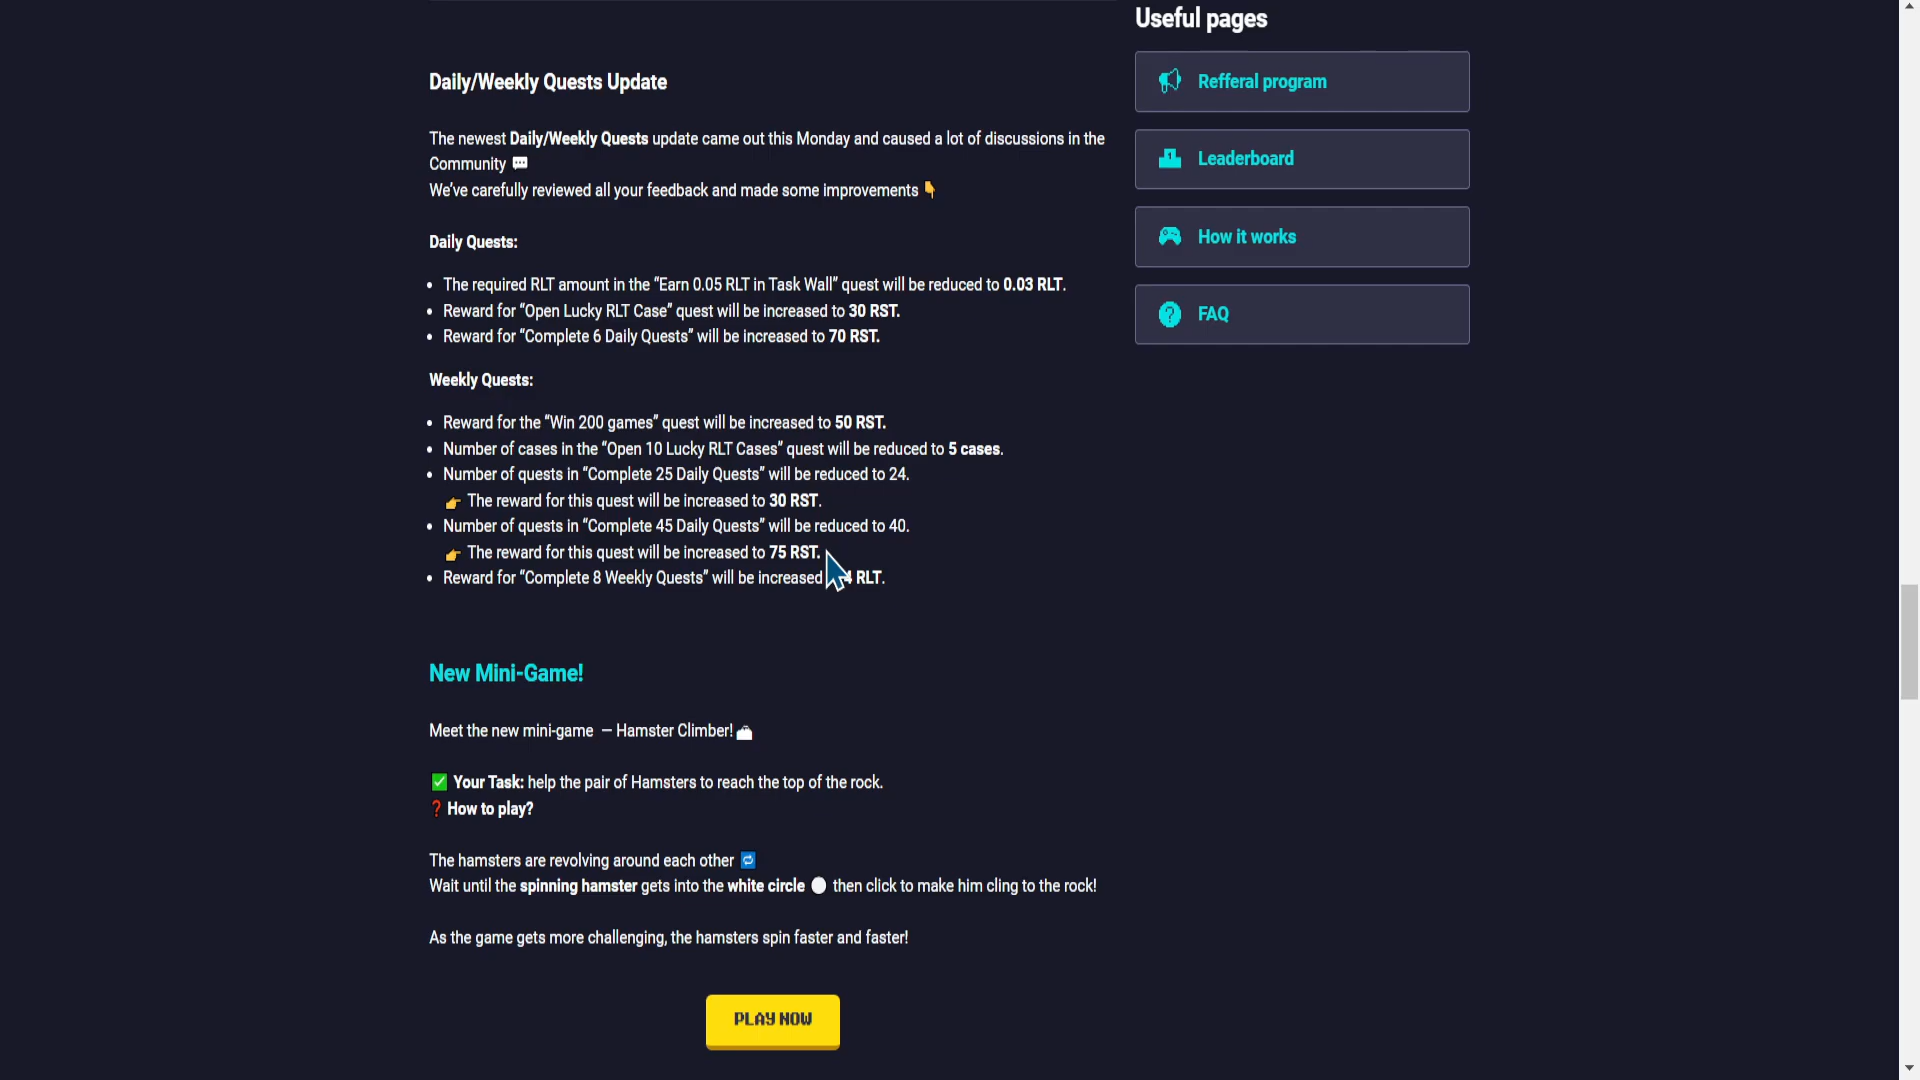 Useful pages
Refferal program
Leaderboard
How it works
FAQ
Daily/Weekly Quests Update
The newest Daily/Weekly Quests update came out this Monday and caused a lot of discussions in the
Community 💬
We've carefully reviewed all your feedback and made some improvements 👇
Daily Quests:
• The required RLT amount in the “Earn 0.05 RLT in Task Wall” quest will be reduced to 0.03 RLT.
• Reward for “Open Lucky RLT Case” quest will be increased to 30 RST.
• Reward for “Complete 6 Daily Quests” will be increased to 70 RST.
Weekly Quests:
• Reward for the “Win 200 games” quest will be increased to 50 RST.
• Number of cases in the “Open 10 Lucky RLT Cases” quest will be reduced to 5 cases.
• Number of quests in “Complete 25 Daily Quests” will be reduced to 24.
👉 The reward for this quest will be increased to 30 RST.
• Number of quests in “Complete 45 Daily Quests” will be reduced to 40.
👉 The reward for this quest will be increased to 75 RST.
• Reward for “Complete 8 Weekly Quests” will be increased RLT.
New Mini-Game!
Meet the new mini-game — Hamster Climber!
✅ Your Task: help the pair of Hamsters to reach the top of the rock.
❓ How to play?
The hamsters are revolving around each other 🔁
Wait until the spinning hamster gets into the white circle ⚪ then click to make him cling to the rock!
As the game gets more challenging, the hamsters spin faster and faster!
PLAY NOW